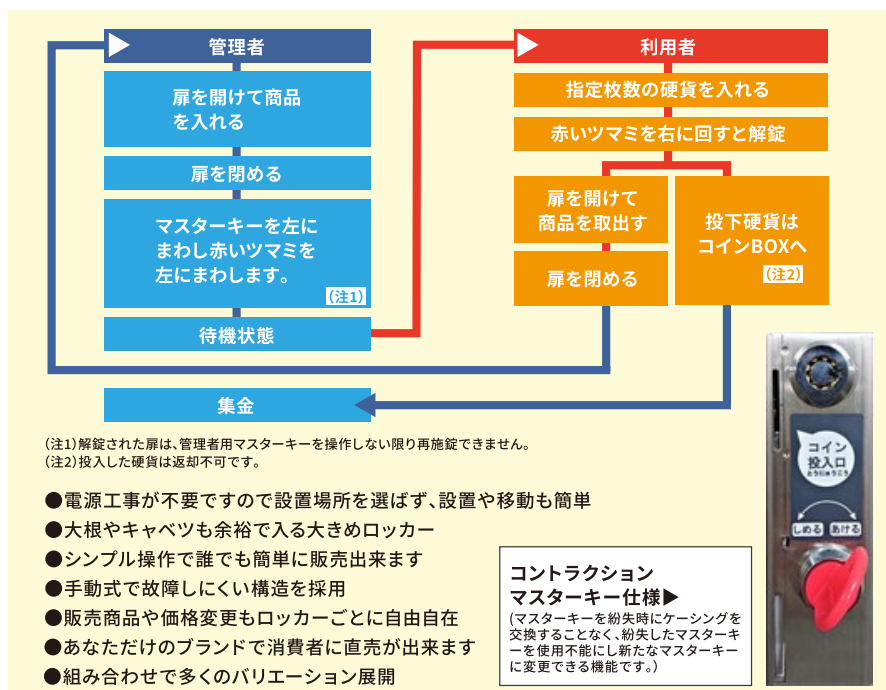 管理者
扉を開けて商品
を入れる
扉を閉める
マスターキーを左に
まわし赤いツマミを
左にまわします。
（注1）
待機状態
集金
利用者
指定枚数の硬貨を入れる
赤いツマミを右に回すと解錠
扉を開けて
商品を取出す
扉を閉める
投下硬貨は
コインBOXへ
（注2）
（注1）解錠された扉は、管理者用マスターキーを操作しない限り再施錠できません。
（注2）投入した硬貨は返却不可です。
●電源工事が不要ですので設置場所を選ばず、設置や移動も簡単
●大根やキャベツも余裕で入る大きめロッカー
●シンプル操作で誰でも簡単に販売出来ます
●手動式で故障しにくい構造を採用
●販売商品や価格変更もロッカーごとに自由自在
●あなただけのブランドで消費者に直売が出来ます
●組み合わせで多くのバリエーション展開
コントラクション
マスターキー仕様▶
(マスターキーを紛失時にケーシングを
交換することなく、紛失したマスターキ
ーを使用不能にし新たなマスターキー
に変更できる機能です。)
コイン
投入口
とうにゅうこう
しめる あける